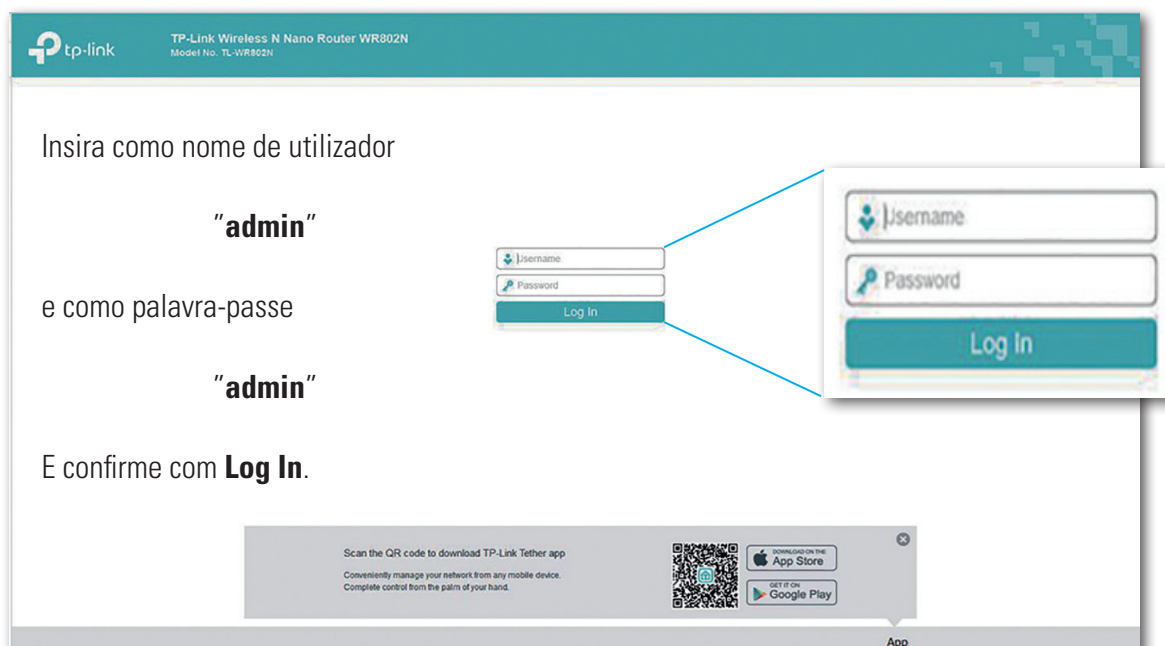 tp-link
TP-Link Wireless N Nano Router WR802N
Model No. TL-WR802N
Insira como nome de utilizador
"admin"
e como palavra-passe
"admin"
E confirme com Log In.
Username
Password
Log In
Username
Password
Log In
Scan the QR code to download TP-Link Tether app
Conveniently manage your network from any mobile device.
Complete control from the palm of your hand.
DOWNLOAD ON THE
App Store
GET IT ON
Google Play
App